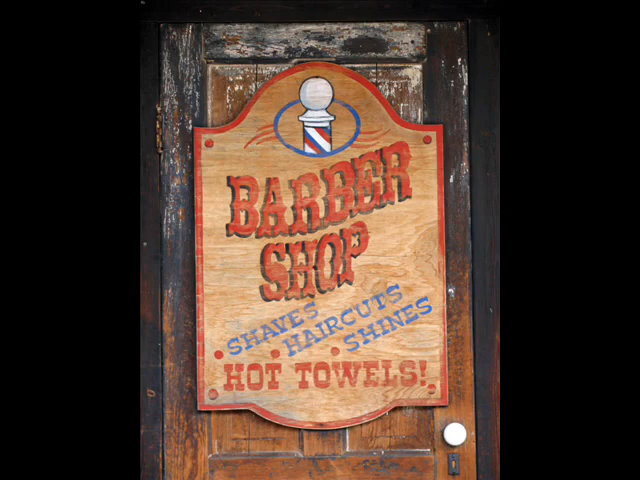 BARBER
SHOP
SHAVES
HAIRCUTS
SHINES
HOT TOWELS!